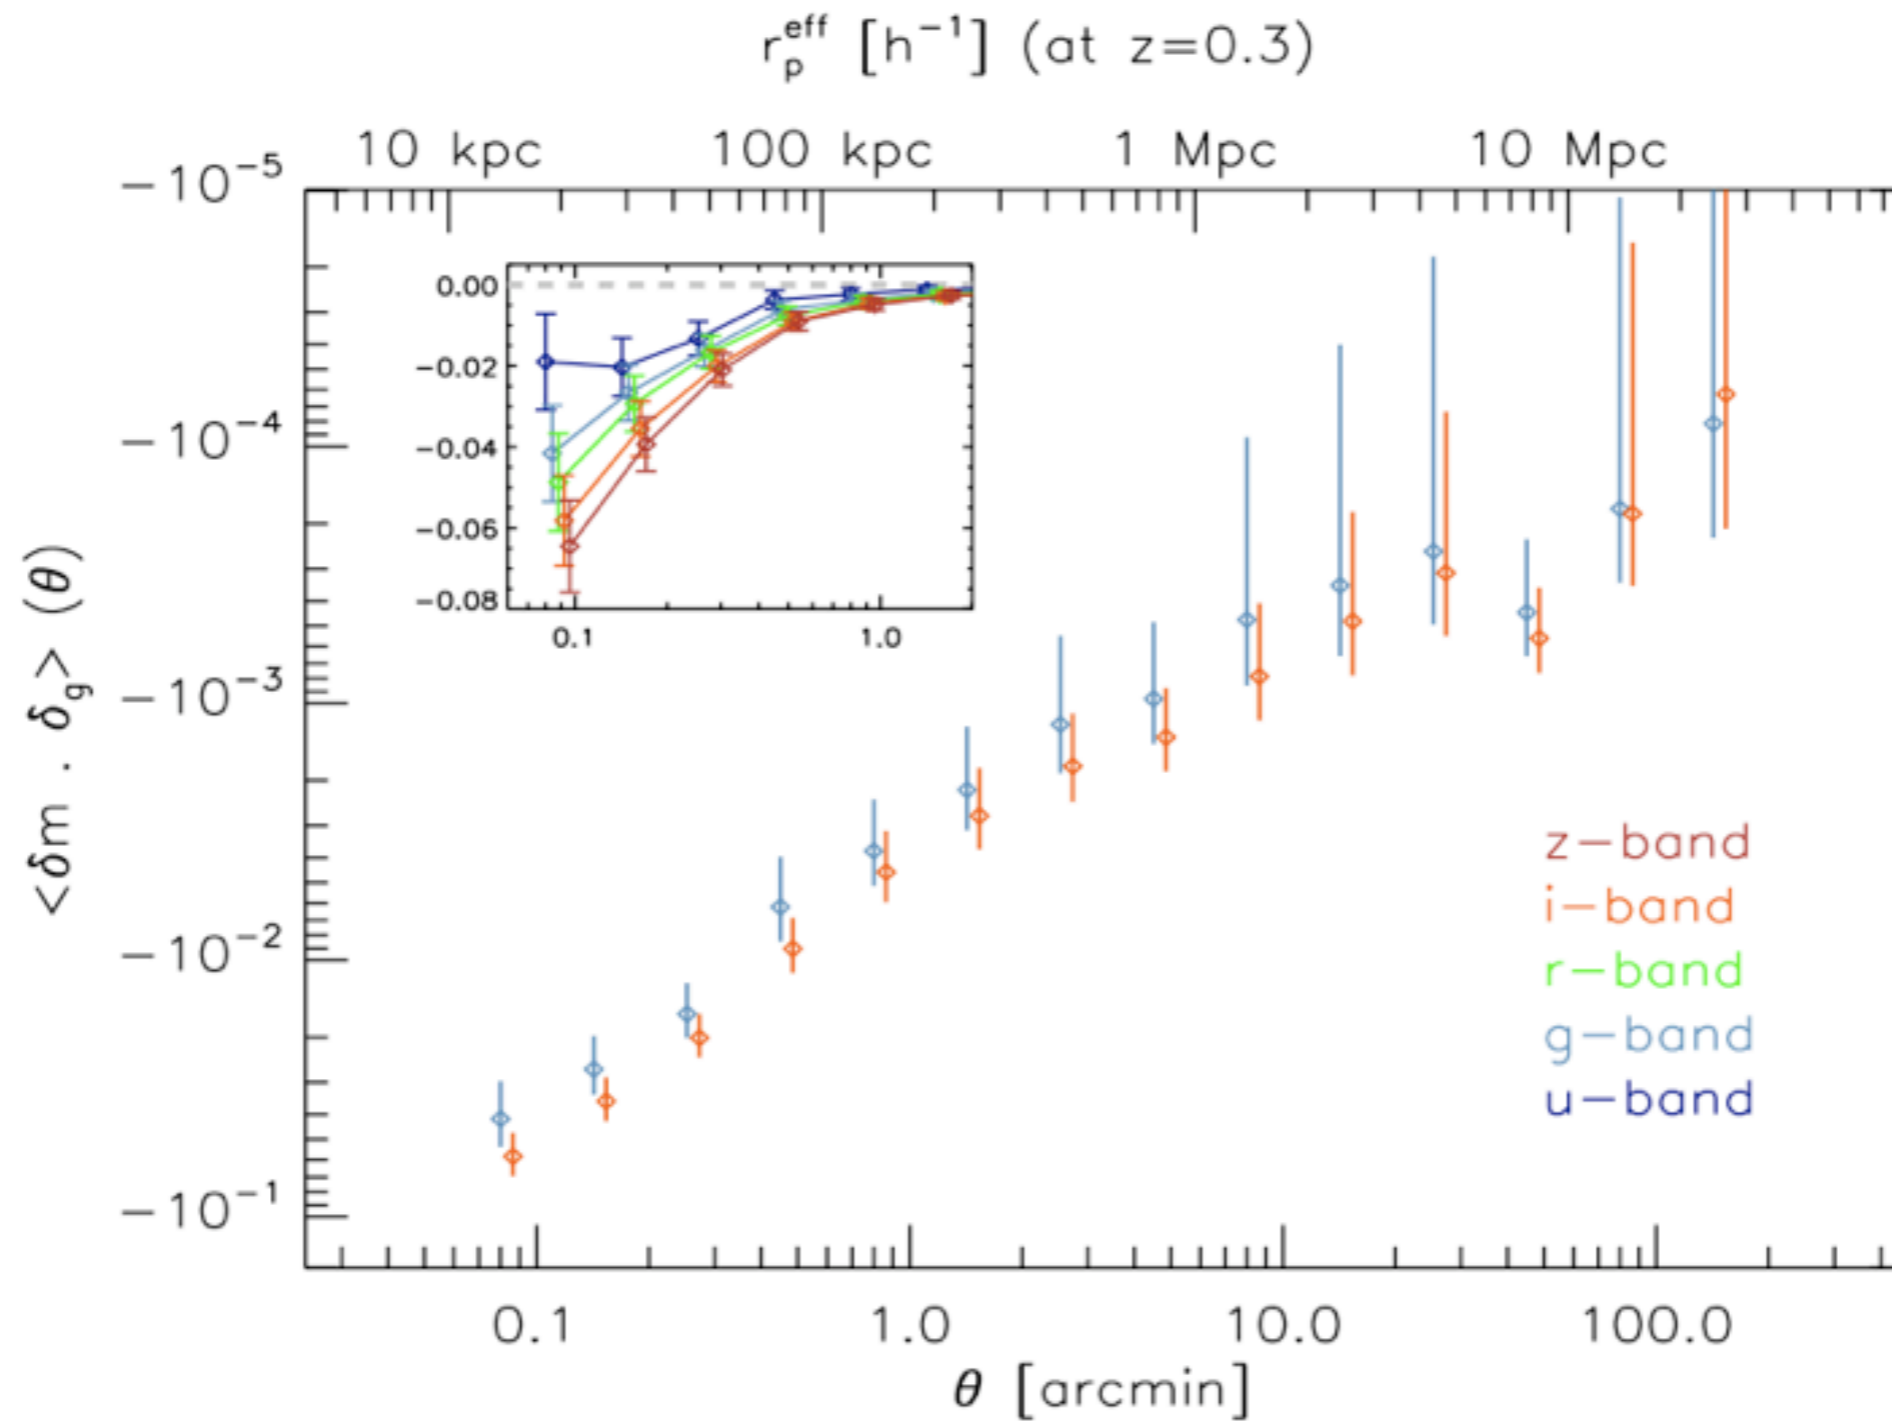 r_p^eff [h^-1] (at z=0.3)
10 kpc 100 kpc 1 Mpc 10 Mpc
-10^-5
-10^-4
-10^-3
-10^-2
-10^-1
<δm . δ_g> (θ)
0.00
-0.02
-0.04
-0.06
-0.08
0.1 1.0
z-band
i-band
r-band
g-band
u-band
0.1 1.0 10.0 100.0
θ [arcmin]